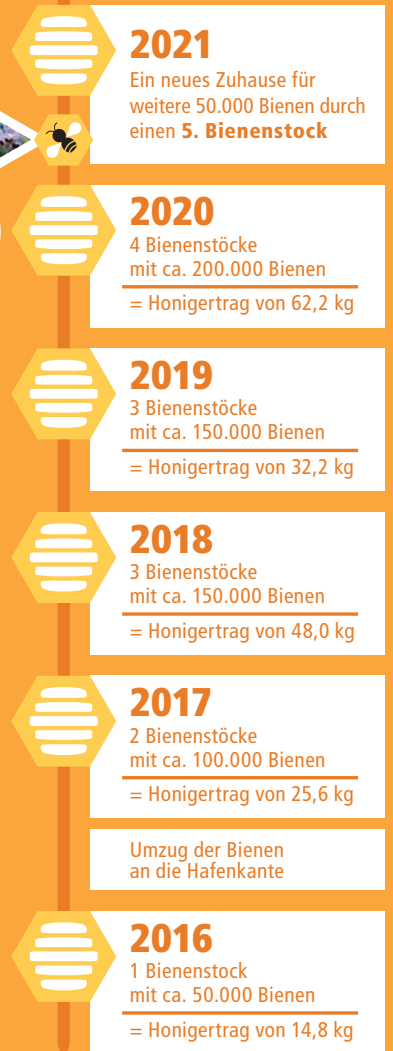 2021
Ein neues Zuhause für
weitere 50.000 Bienen durch
einen 5. Bienenstock
2020
4 Bienenstöcke
mit ca. 200.000 Bienen
= Honigertrag von 62,2 kg
2019
3 Bienenstöcke
mit ca. 150.000 Bienen
= Honigertrag von 32,2 kg
2018
3 Bienenstöcke
mit ca. 150.000 Bienen
= Honigertrag von 48,0 kg
2017
2 Bienenstöcke
mit ca. 100.000 Bienen
= Honigertrag von 25,6 kg
Umzug der Bienen
an die Hafenkante
2016
1 Bienenstock
mit ca. 50.000 Bienen
= Honigertrag von 14,8 kg